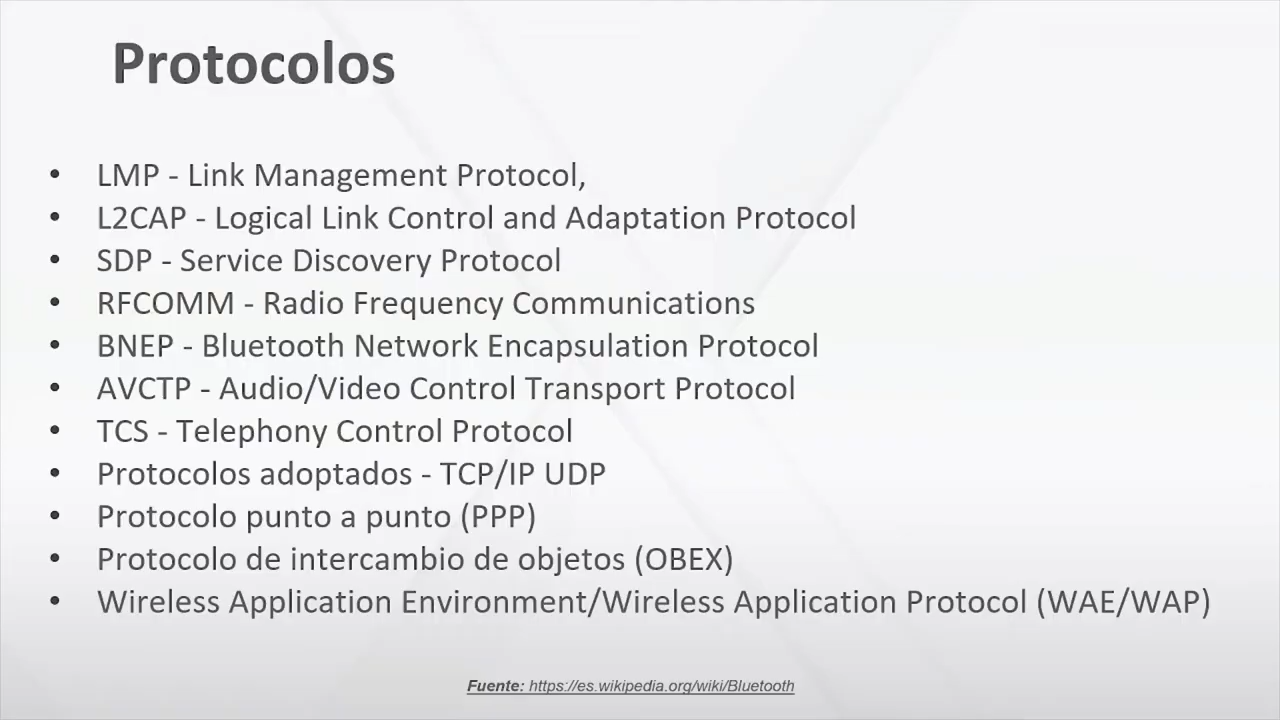 Protocolos
• LMP - Link Management Protocol,
• L2CAP - Logical Link Control and Adaptation Protocol
• SDP - Service Discovery Protocol
• RFCOMM - Radio Frequency Communications
• BNEP - Bluetooth Network Encapsulation Protocol
• AVCTP - Audio/Video Control Transport Protocol
• TCS - Telephony Control Protocol
• Protocolos adoptados - TCP/IP UDP
• Protocolo punto a punto (PPP)
• Protocolo de intercambio de objetos (OBEX)
• Wireless Application Environment/Wireless Application Protocol (WAE/WAP)
Fuente: https://es.wikipedia.org/wiki/Bluetooth